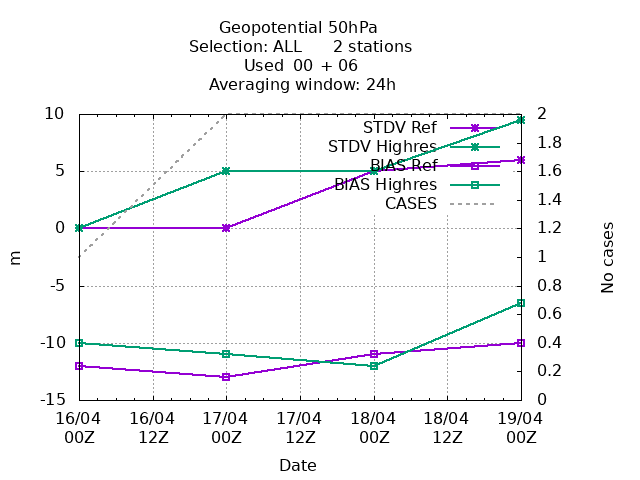 Geopotential 50hPa
Selection: ALL 2 stations
Used 00 + 06
Averaging window: 24h
10
5
0
-5
-10
-15
m
2
1.8
1.6
1.4
1.2
1
0.8
0.6
0.4
0.2
0
No cases
STDV Ref
STDV Highres
BIAS Ref
BIAS Highres
CASES
16/04 16/04 17/04 17/04 18/04 18/04 19/04
00Z 12Z 00Z 12Z 00Z 12Z 00Z
Date